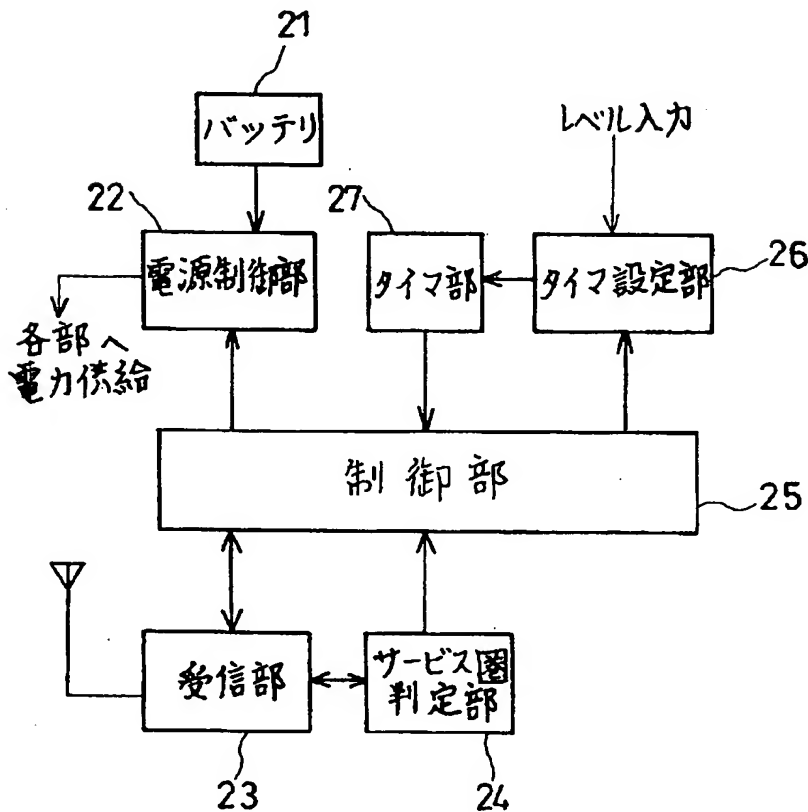 21
バッテリ
レベル入力
22
27
電源制御部
タイマ部
タイマ設定部
26
各部へ
電力供給
制御部
25
受信部
サービス圏
判定部
23
24